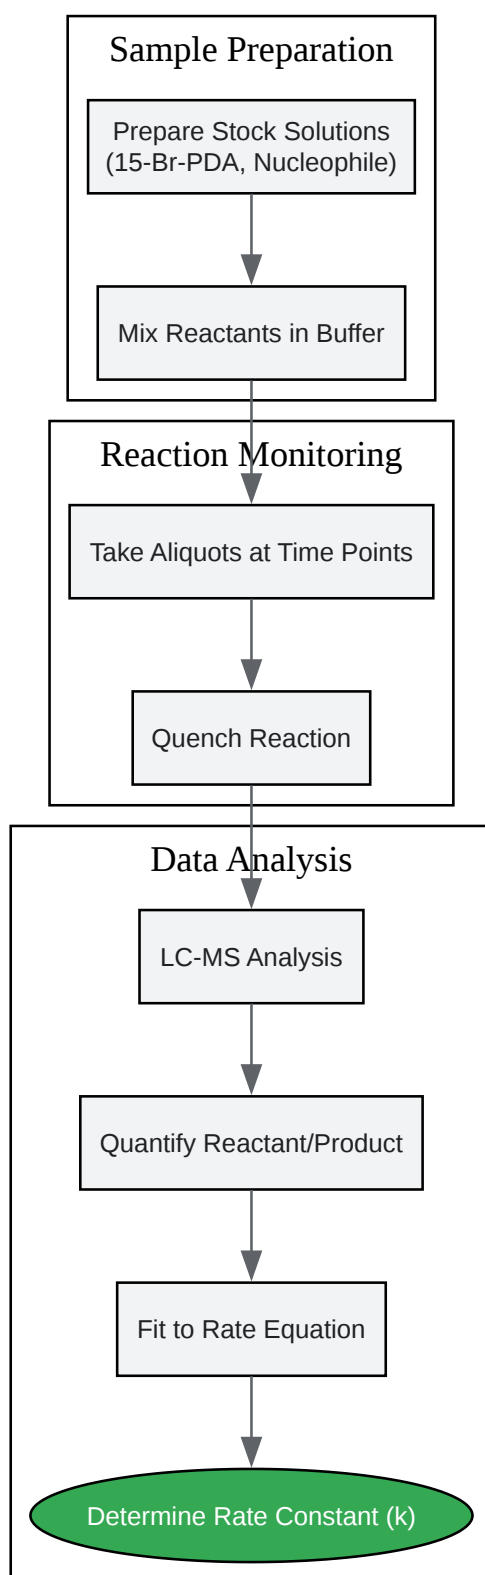 Sample Preparation
Prepare Stock Solutions
(15-Br-PDA, Nucleophile)
Mix Reactants in Buffer
Reaction Monitoring
Take Aliquots at Time Points
Quench Reaction
Data Analysis
LC-MS Analysis
Quantify Reactant/Product
Fit to Rate Equation
Determine Rate Constant (k)